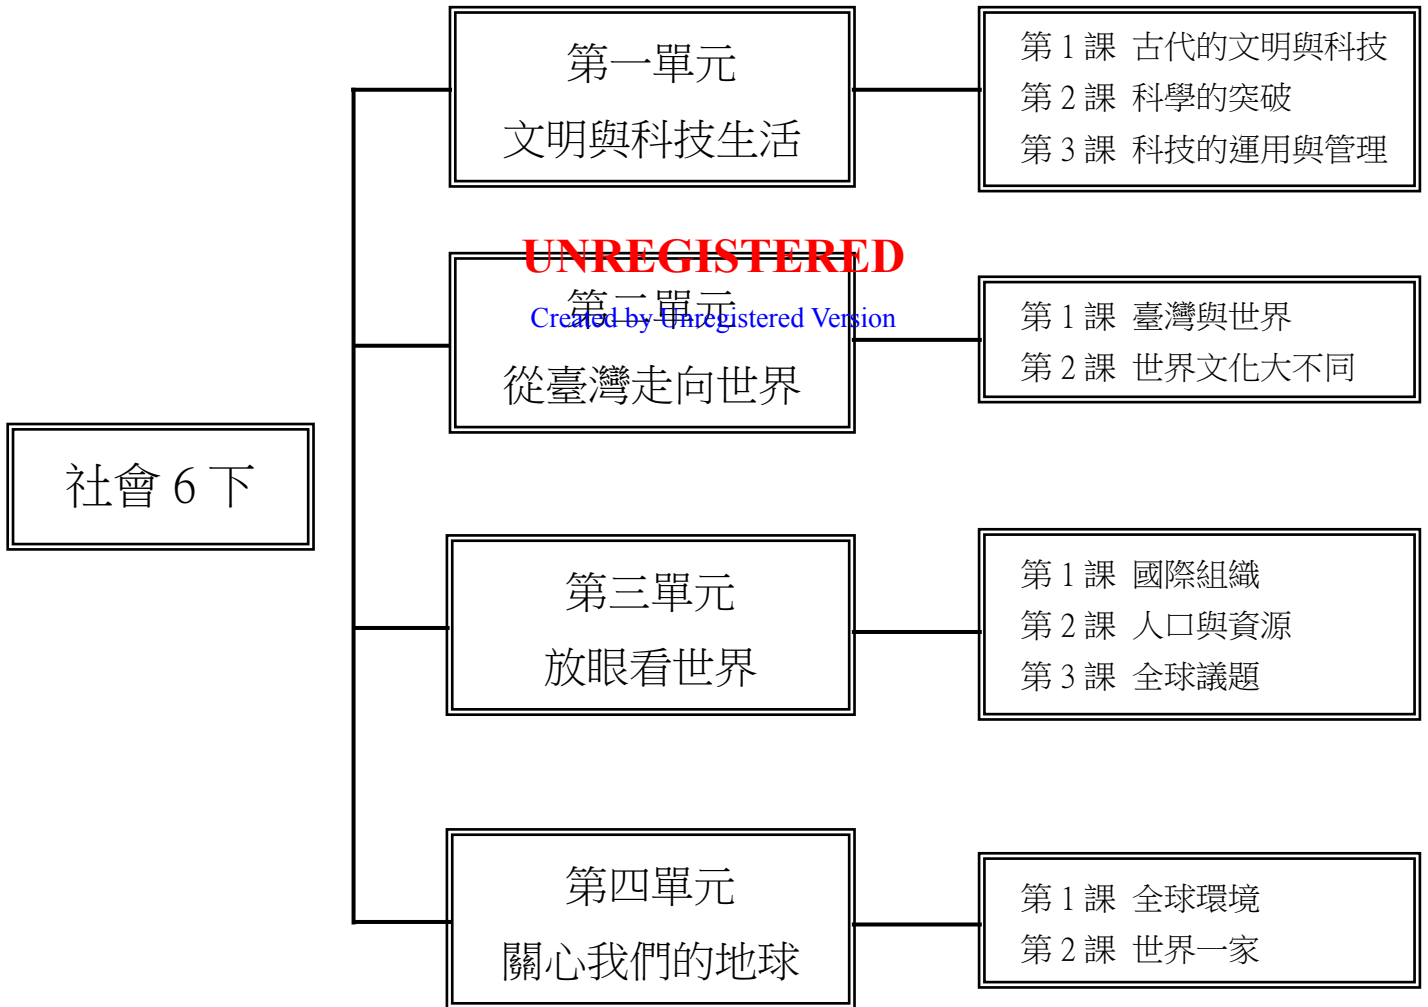 社會 6 下
第一單元
文明與科技生活
第 1 課 古代的文明與科技
第 2 課 科學的突破
第 3 課 科技的運用與管理
UNREGISTERED
第二單元
Created by Unregistered Version
從臺灣走向世界
第 1 課 臺灣與世界
第 2 課 世界文化大不同
第三單元
放眼看世界
第 1 課 國際組織
第 2 課 人口與資源
第 3 課 全球議題
第四單元
關心我們的地球
第 1 課 全球環境
第 2 課 世界一家